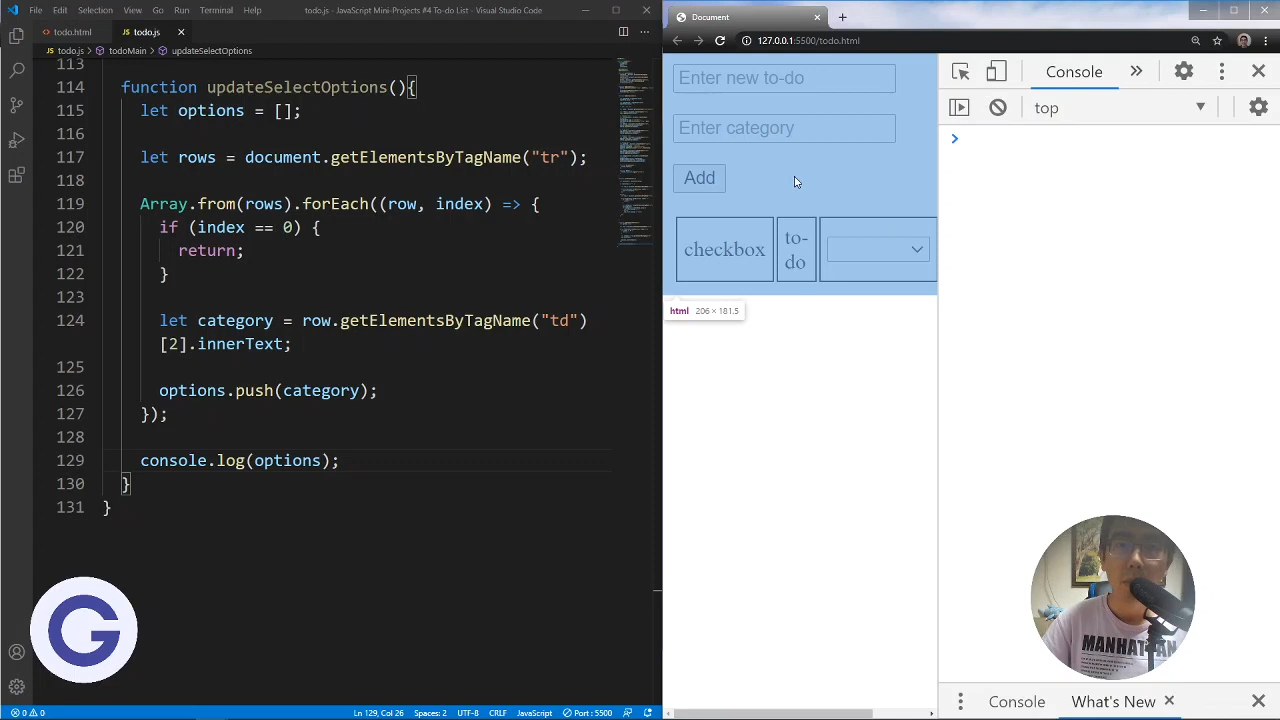 File Edit Selection View Go Run Terminal Help
todo.js - JavaScript Mini-Projects #4 To-do List - Visual Studio Code
todo.html
JS todo.js
JS todo.js > todoMain > updateSelectOptions
113
114 function updateSelectOptions(){
115 let options = [];
116
117 let rows = document.getElementsByTagName("tr");
118
119 Array.from(rows).forEach((row, index) => {
120 if (index === 0) {
121 return;
122 }
123
124 let category = row.getElementsByTagName("td")
[2].innerText;
125
126 options.push(category);
127 });
128
129 console.log(options);
130 }
131 }
0 0
Ln 129, Col 26 Spaces: 2 UTF-8 CRLF JavaScript Port : 5500
Document
127.0.0.1:5500/todo.html
Enter new to-do
Enter category
Add
checkbox
to-
do
html 206 × 181.5
Console
top
Console What's New
MANHATTAN
G